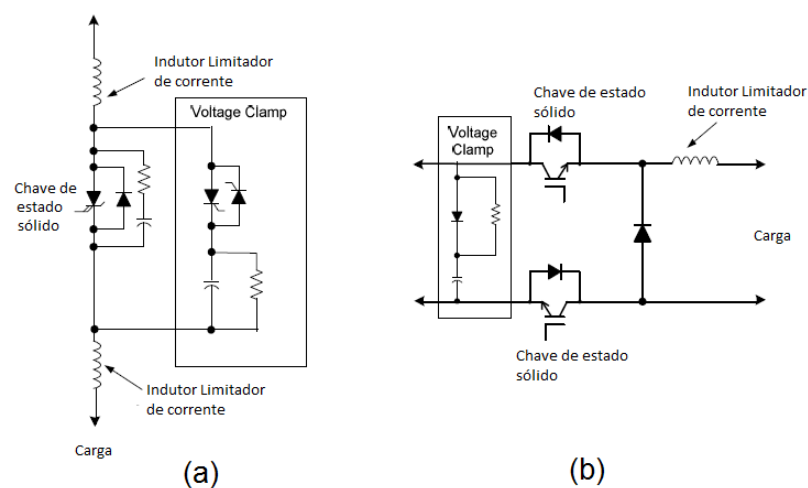 Indutor Limitador
de corrente
Voltage Clamp
Chave de
estado
sólido
Indutor Limitador
de corrente
Carga
(a)
Chave de estado
sólido
Indutor Limitador
de corrente
Voltage
Clamp
Carga
Chave de estado
sólido
(b)